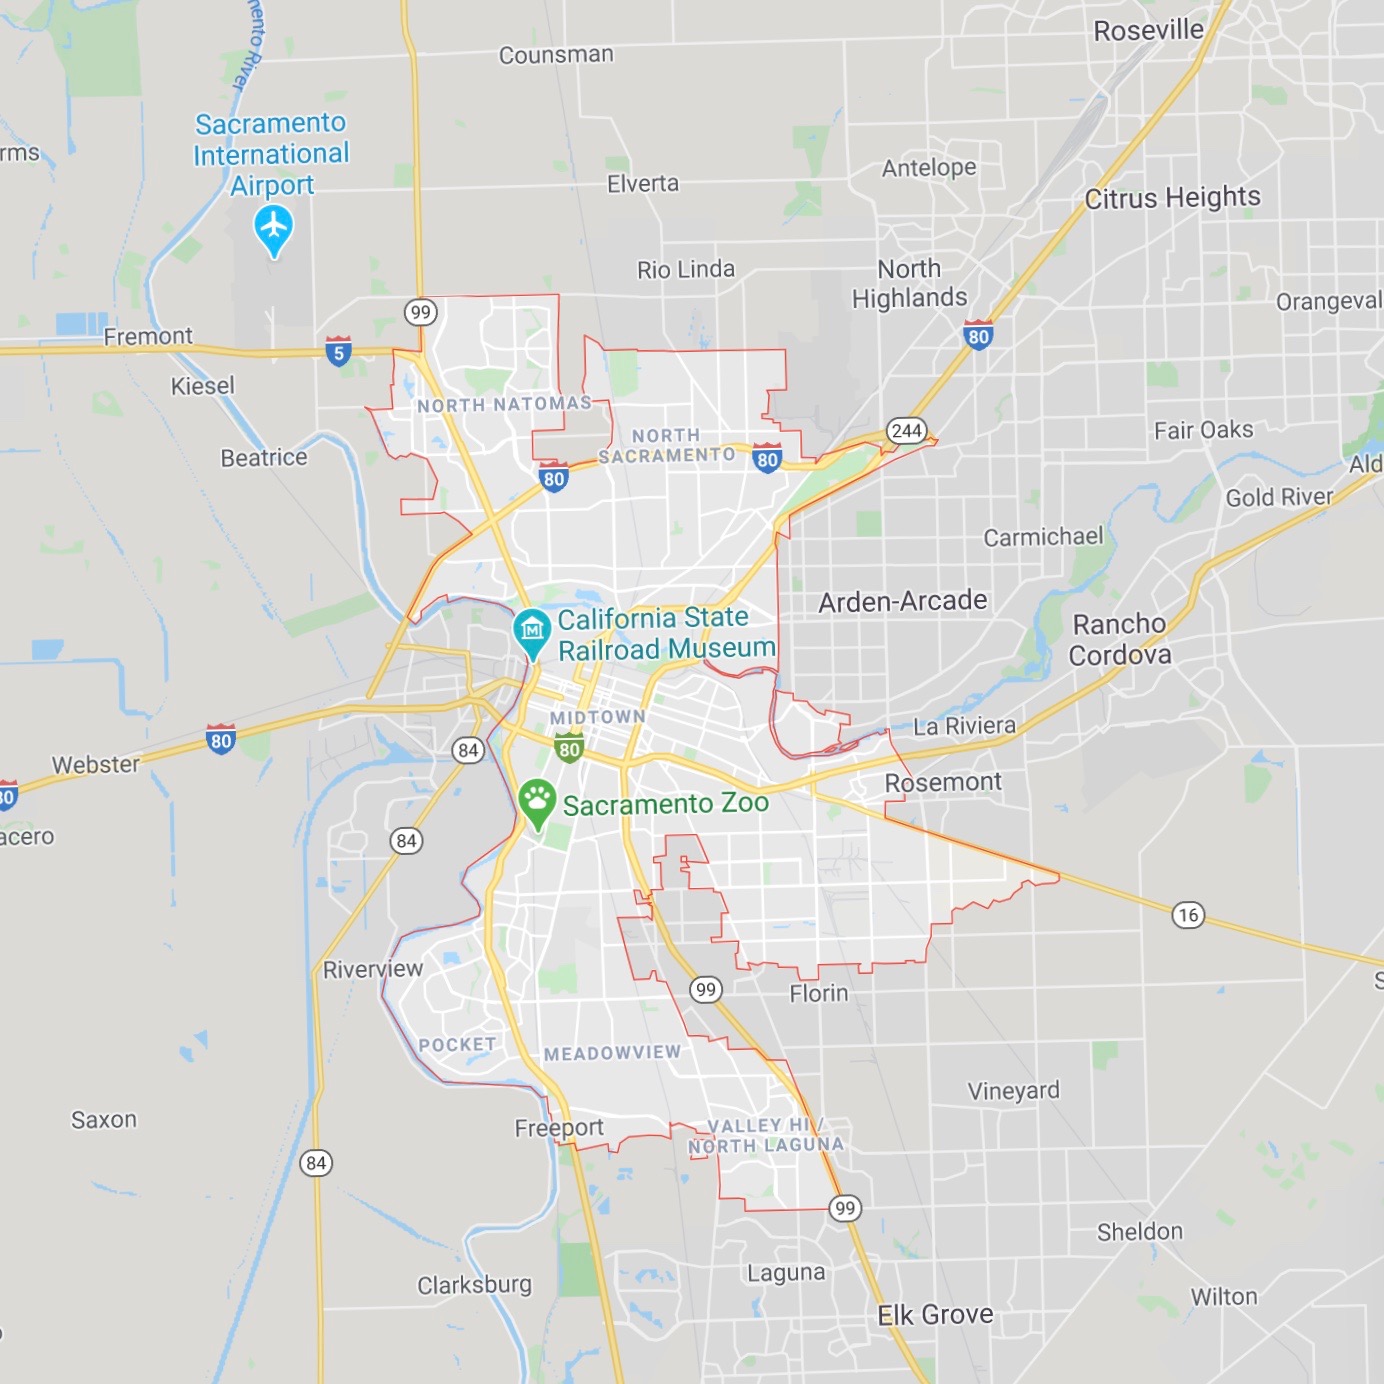 Roseville
Counsman
mento River
Sacramento
International
Airport
rms
Antelope
Elverta
Citrus Heights
Rio Linda
North
Highlands
Orangeval
99
Fremont
5
80
Kiesel
NORTH NATOMAS
244
Fair Oaks
NORTH
SACRAMENTO
80
Beatrice
80
Ald
Gold River
Carmichael
Arden-Arcade
California State
Railroad Museum
Rancho
Cordova
MIDTOWN
La Riviera
80
84
80
Webster
Rosemont
80
Sacramento Zoo
acero
84
16
Riverview
99
Florin
S
POCKET
MEADOWVIEW
Vineyard
Saxon
Freeport
VALLEY HI /
NORTH LAGUNA
84
99
Sheldon
Laguna
Clarksburg
Wilton
Elk Grove